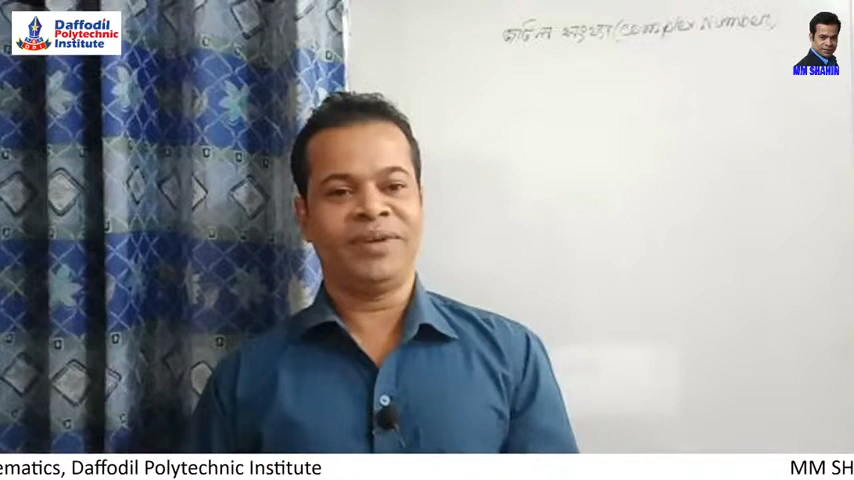 Daffodil
Polytechnic
Institute
জটিল সংখ্যা (Complex Number)
MM SHAHIN
ematics, Daffodil Polytechnic Institute
MM SH